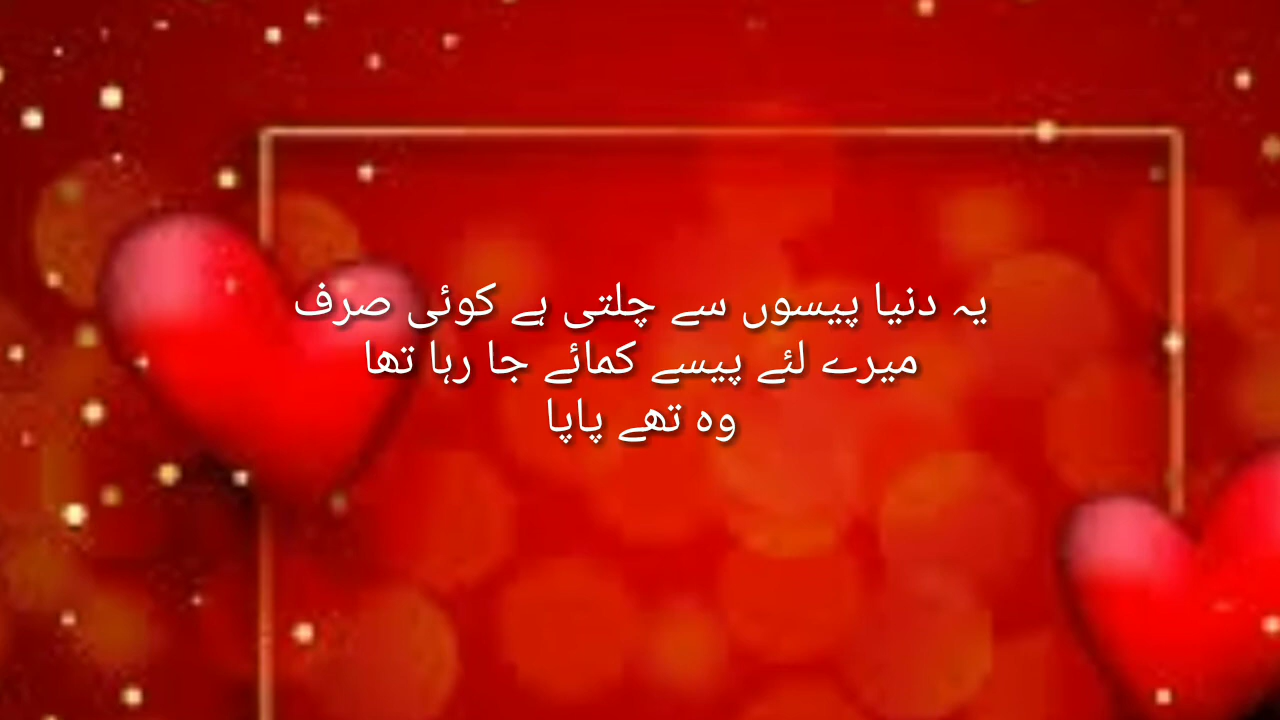 یہ دنیا پیسوں سے چلتی ہے کوئی صرف
میرے لئے پیسے کمائے جا رہا تھا
وہ تھے پاپا